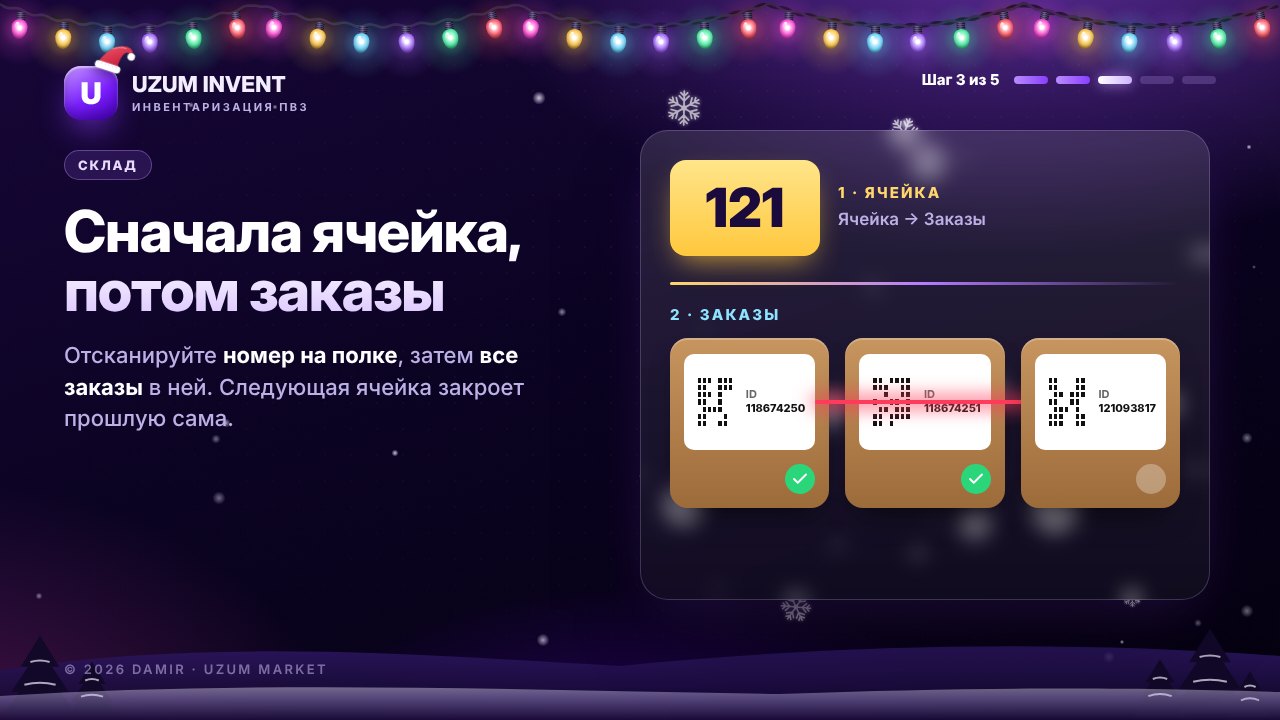 U
UZUM INVENT
ИНВЕНТАРИЗАЦИЯ ПВЗ
Шаг 3 из 5
СКЛАД
Сначала ячейка,
потом заказы
Отсканируйте номер на полке, затем все
заказы в ней. Следующая ячейка закроет
прошлую сама.
121
1 · ЯЧЕЙКА
Ячейка → Заказы
2 · ЗАКАЗЫ
ID
118674250
ID
118674251
ID
121093817
© 2026 DAMIR · UZUM MARKET